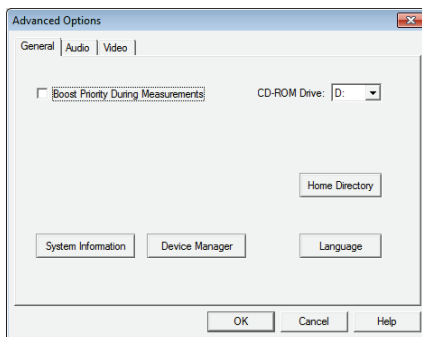 Advanced Options
General Audio Video
Boost Priority During Measurements CD-ROM Drive: D:
Home Directory
System Information Device Manager Language
OK Cancel Help